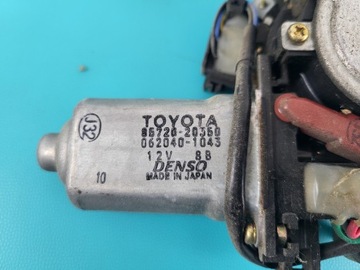 J32
TOYOTA
85720-20350
062040-1043
12V 88
DENSO
MADE IN JAPAN
10